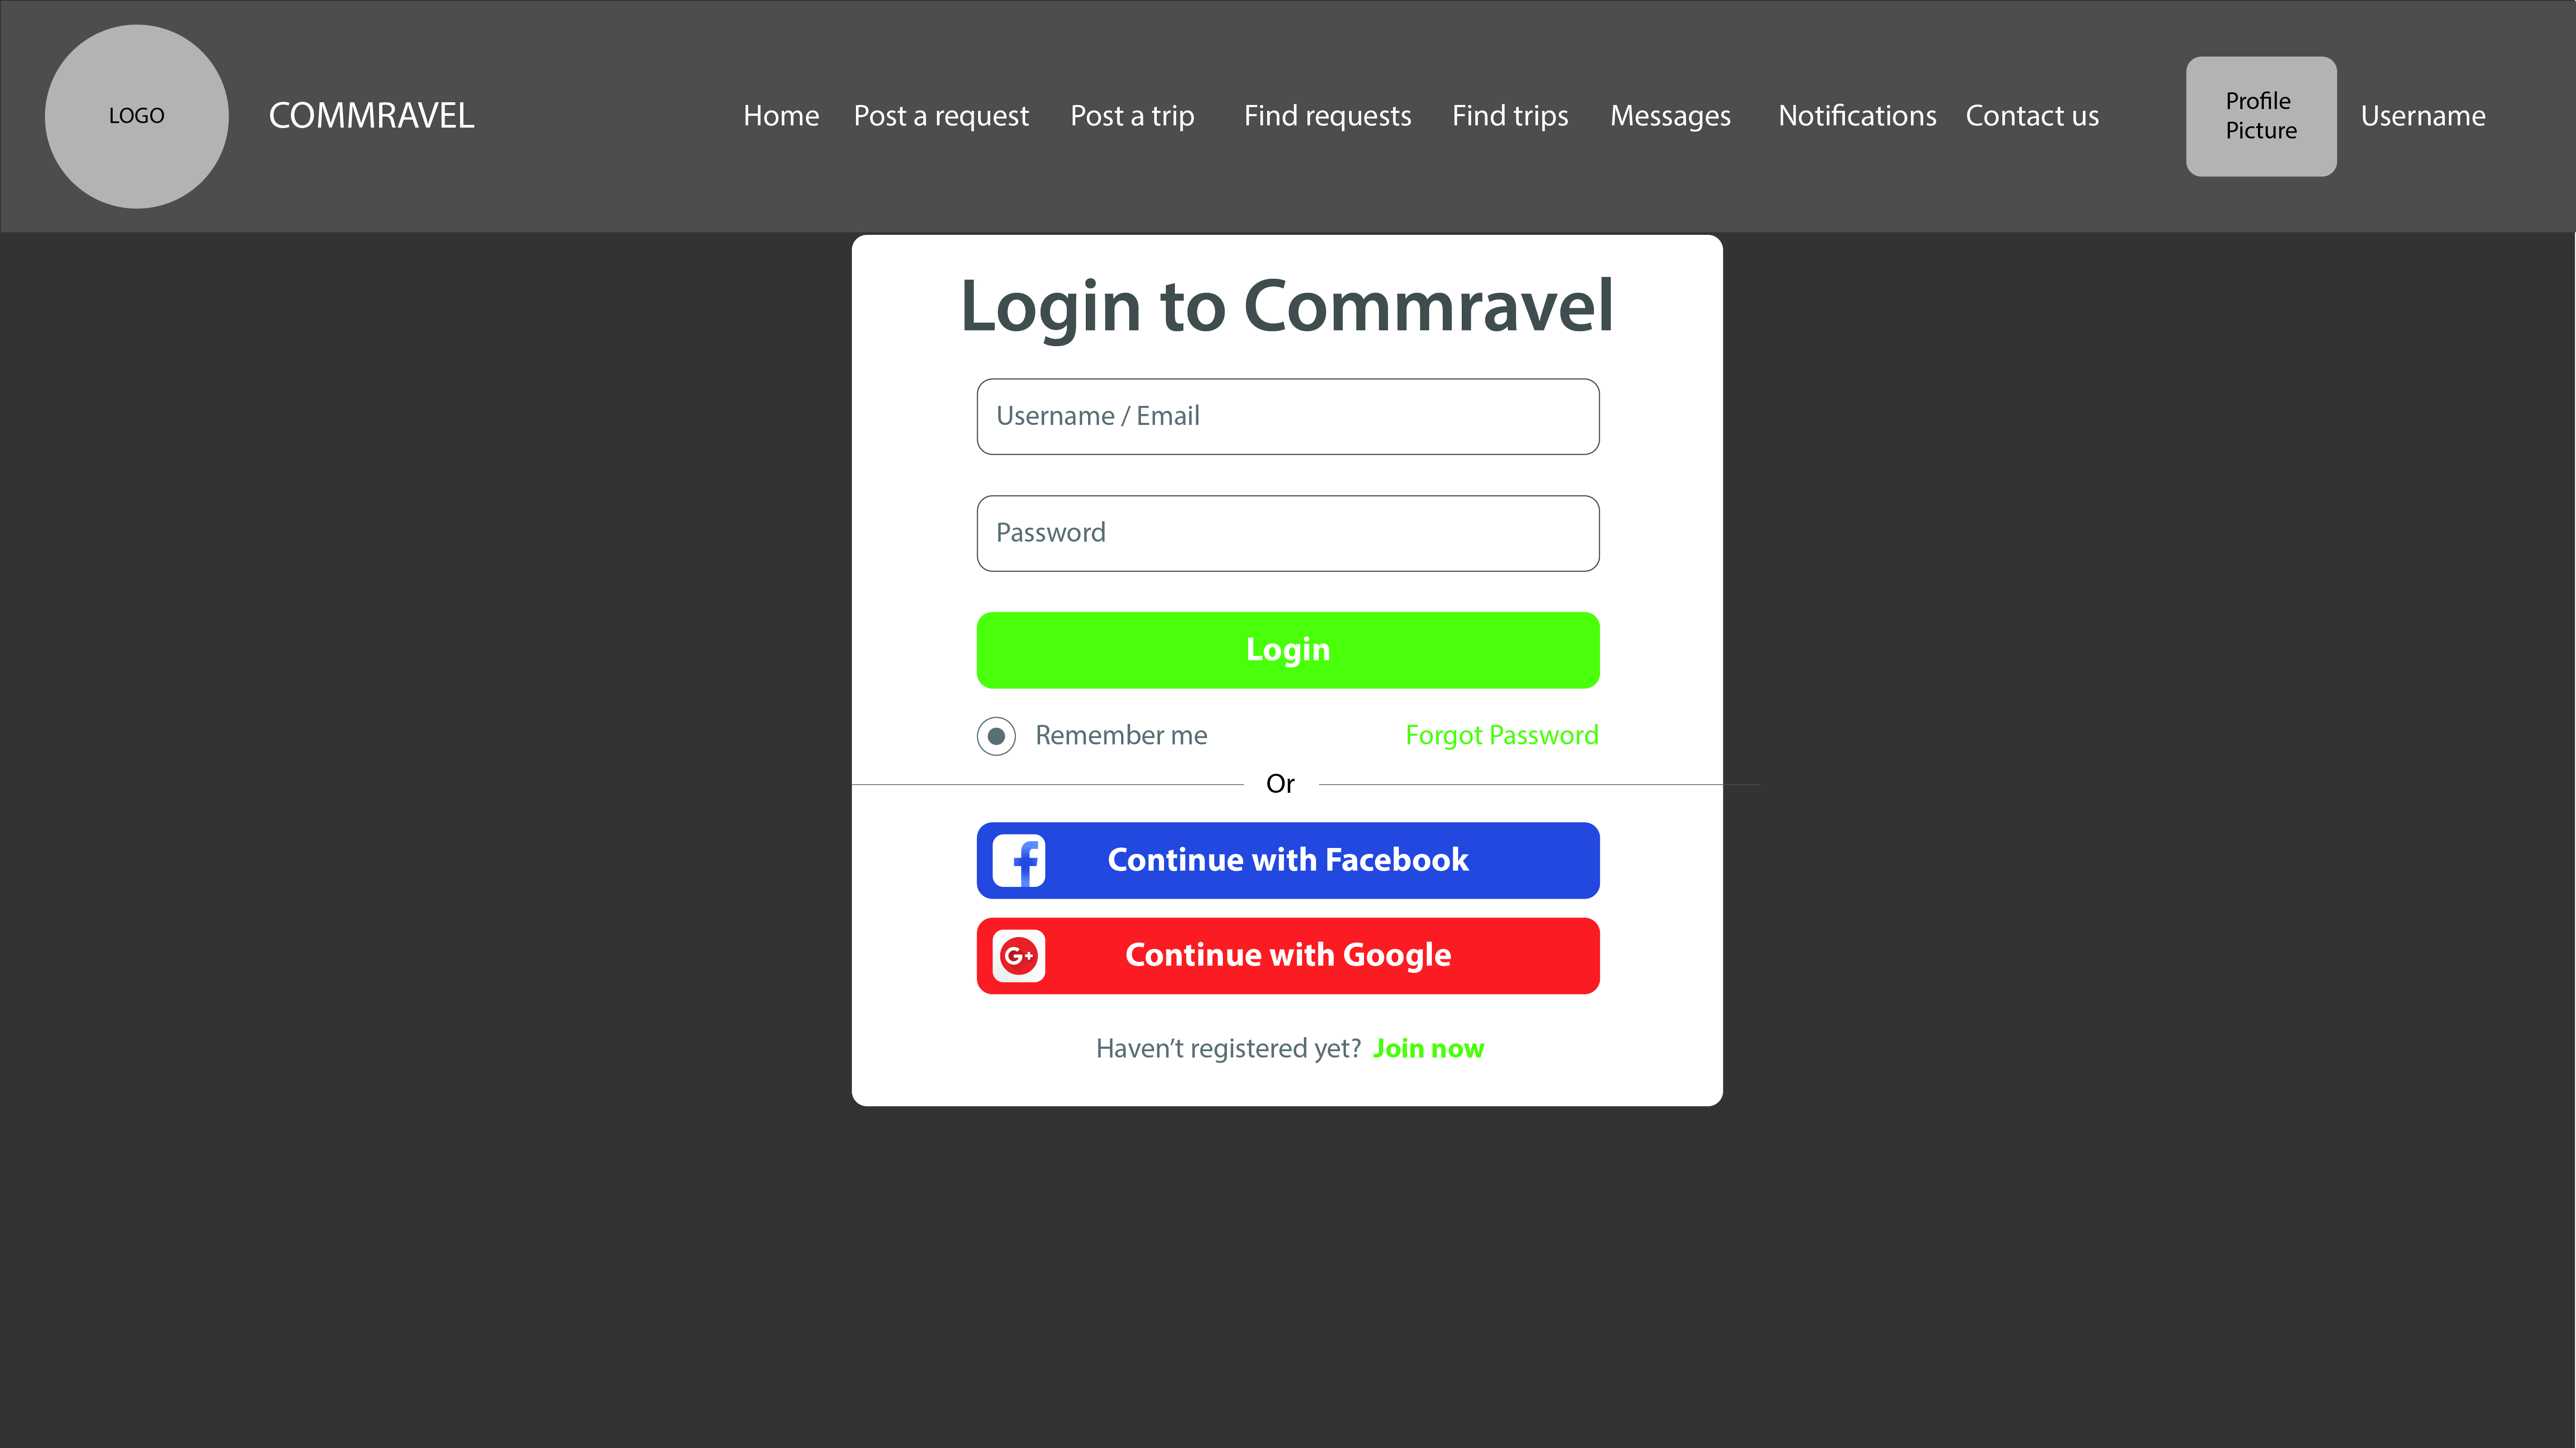 LOGO
COMMRAVEL
Home Post a request Post a trip Find requests Find trips Messages Notifications Contact us
Profile
Picture
Username
Login to Commravel
Username / Email
Password
Login
Remember me
Forgot Password
Or
f
Continue with Facebook
G+
Continue with Google
Haven’t registered yet? Join now